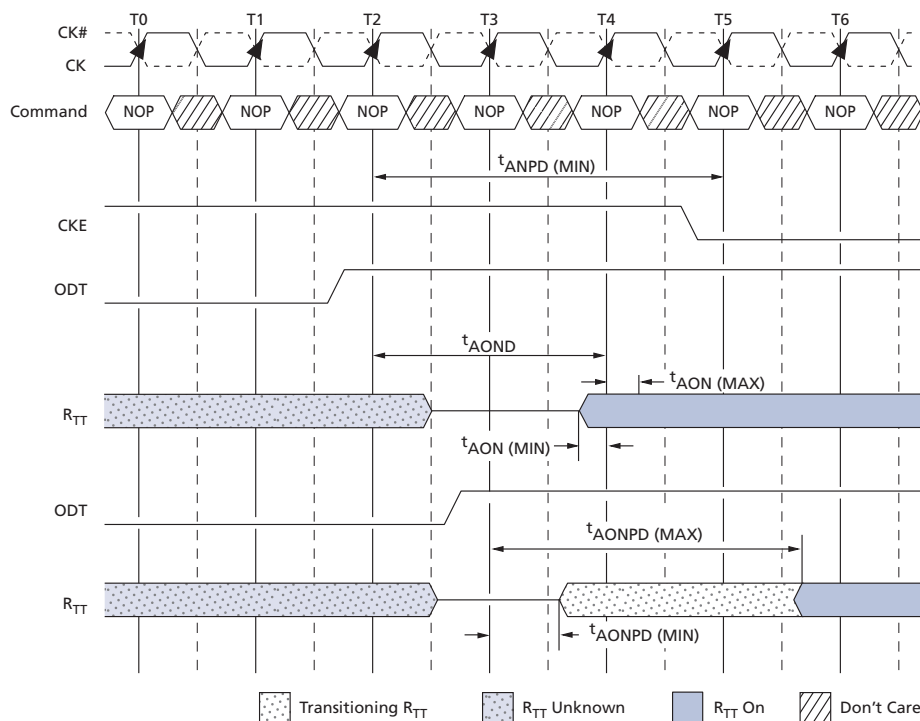 T0 T1 T2 T3 T4 T5 T6
CK#
CK
Command NOP NOP NOP NOP NOP NOP NOP
tANPD (MIN)
CKE
ODT
tAOND
tAON (MAX)
RTT
tAON (MIN)
ODT
tAONPD (MAX)
RTT
tAONPD (MIN)
Transitioning RTT RTT Unknown RTT On Don't Care